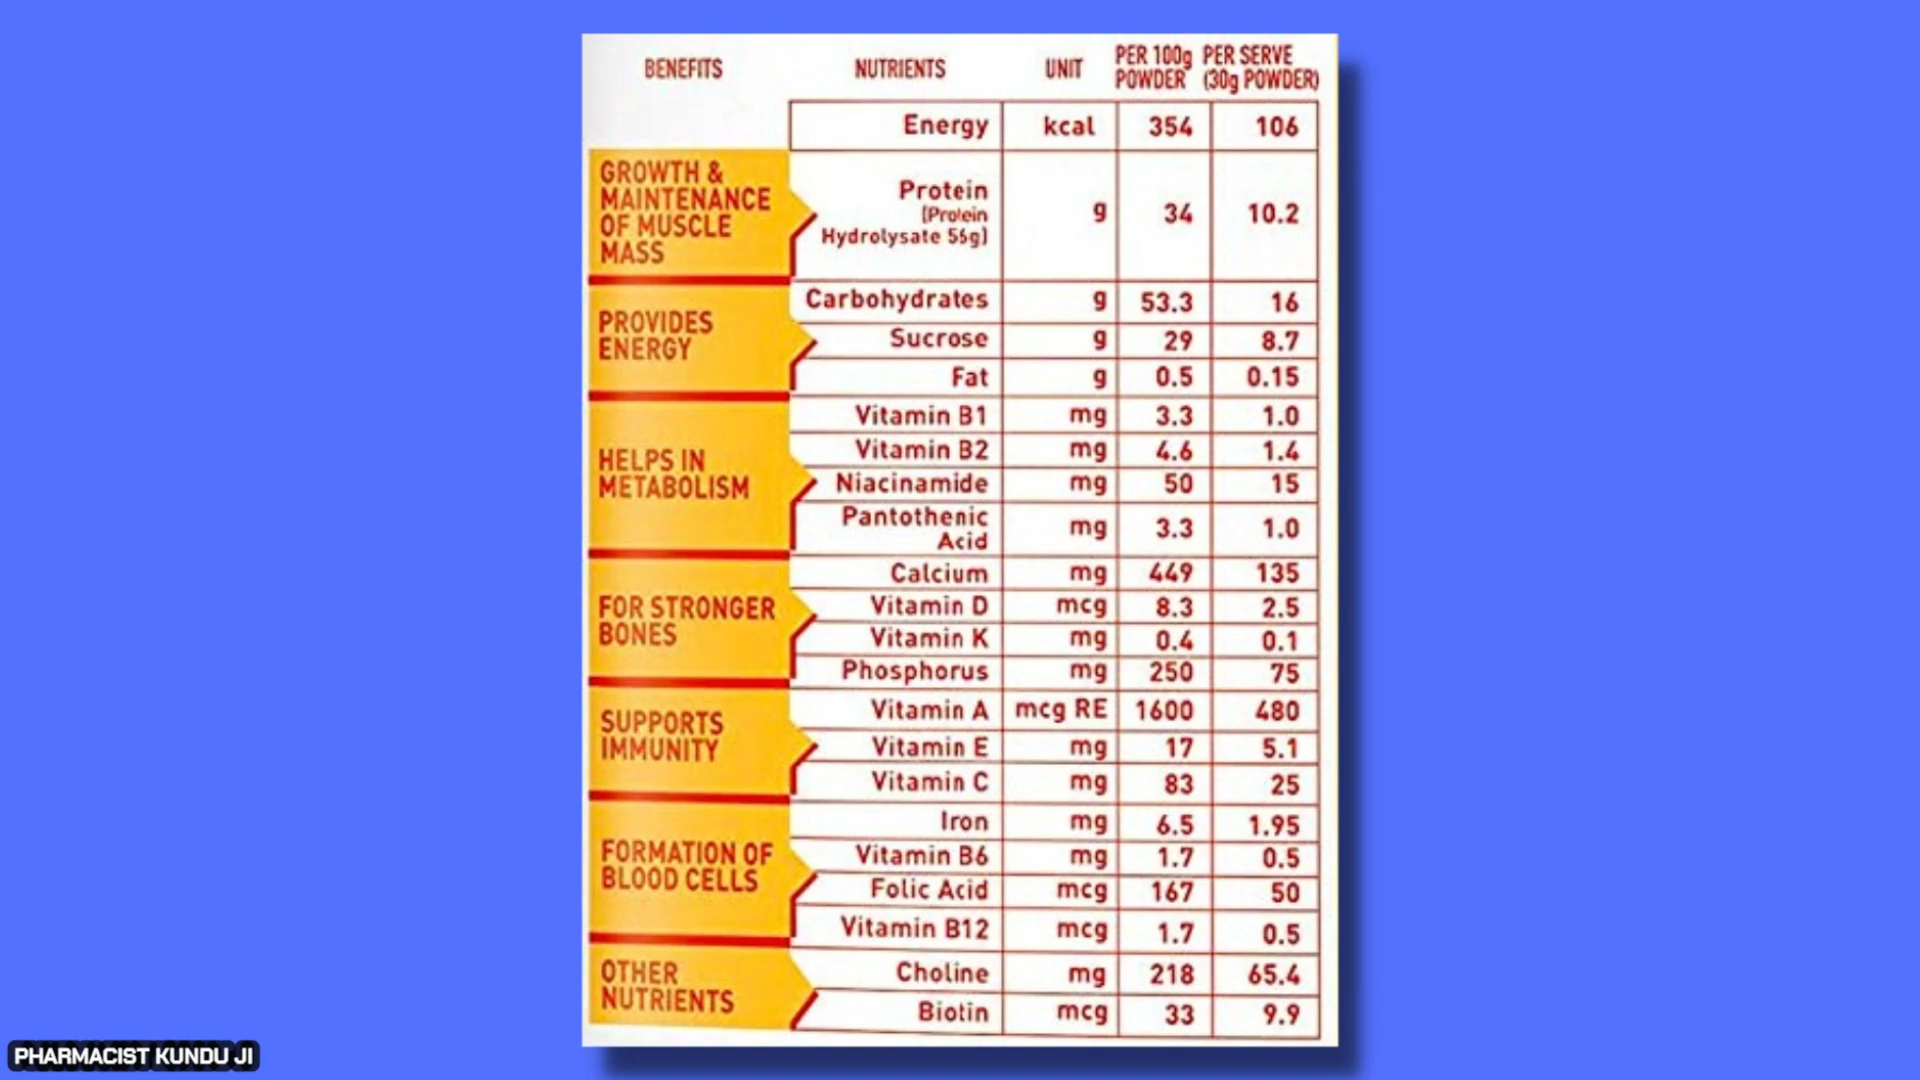 BENEFITS NUTRIENTS UNIT PER 100g POWDER PER SERVE (30g POWDER)
Energy kcal 354 106
GROWTH & MAINTENANCE OF MUSCLE MASS
Protein (Protein Hydrolysate 56g) g 34 10.2
PROVIDES ENERGY
Carbohydrates g 53.3 16
Sucrose g 29 8.7
Fat g 0.5 0.15
HELPS IN METABOLISM
Vitamin B1 mg 3.3 1.0
Vitamin B2 mg 4.6 1.4
Niacinamide mg 50 15
Pantothenic Acid mg 3.3 1.0
FOR STRONGER BONES
Calcium mg 449 135
Vitamin D mcg 8.3 2.5
Vitamin K mg 0.4 0.1
Phosphorus mg 250 75
SUPPORTS IMMUNITY
Vitamin A mcg RE 1600 480
Vitamin E mg 17 5.1
Vitamin C mg 83 25
FORMATION OF BLOOD CELLS
Iron mg 6.5 1.95
Vitamin B6 mg 1.7 0.5
Folic Acid mcg 167 50
Vitamin B12 mcg 1.7 0.5
OTHER NUTRIENTS
Choline mg 218 65.4
Biotin mcg 33 9.9
PHARMACIST KUNDU JI